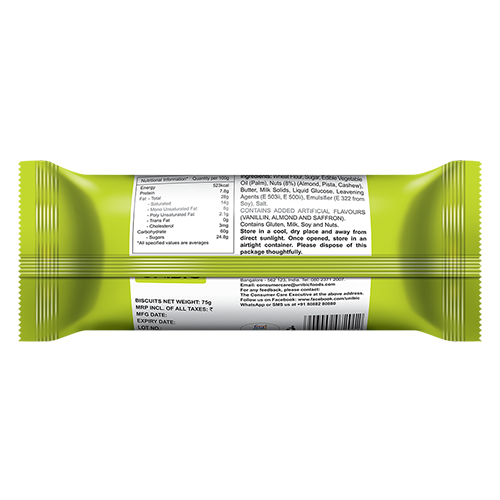 Nutritional Information* Quantity per 100g
Energy 523kcal
Protein 7.8g
Fat - Total 28g
- Saturated 14g
- Mono Unsaturated Fat 8g
- Poly Unsaturated Fat 2.1g
- Trans Fat 0g
- Cholesterol 3mg
Carbohydrate 60g
- Sugars 24.8g
*All specified values are averages
Ingredients: Wheat Flour, Sugar, Edible Vegetable
Oil (Palm), Nuts (8%) (Almond, Pista, Cashew),
Butter, Milk Solids, Liquid Glucose, Leavening
Agents (E 503ii, E 500ii), Emulsifier (E 322 from
Soy), Salt.
CONTAINS ADDED ARTIFICIAL FLAVOURS
(VANILLIN, ALMOND AND SAFFRON).
Contains Gluten, Milk, Soy and Nuts.
Store in a cool, dry place and away from
direct sunlight. Once opened, store in an
airtight container. Please dispose of this
package thoughtfully.
BISCUITS NET WEIGHT: 75g
MRP INCL. OF ALL TAXES: ₹
MFG DATE:
EXPIRY DATE:
LOT NO.:
Bangalore - 562 123, India. Tel: 080 2371 2007.
Email: consumercare@unibicfoods.com
For any feedback, please contact:
The Consumer Care Executive at the above address.
Follow us on Facebook: www.facebook.com/unibic
WhatsApp or SMS us at +91 80882 80089